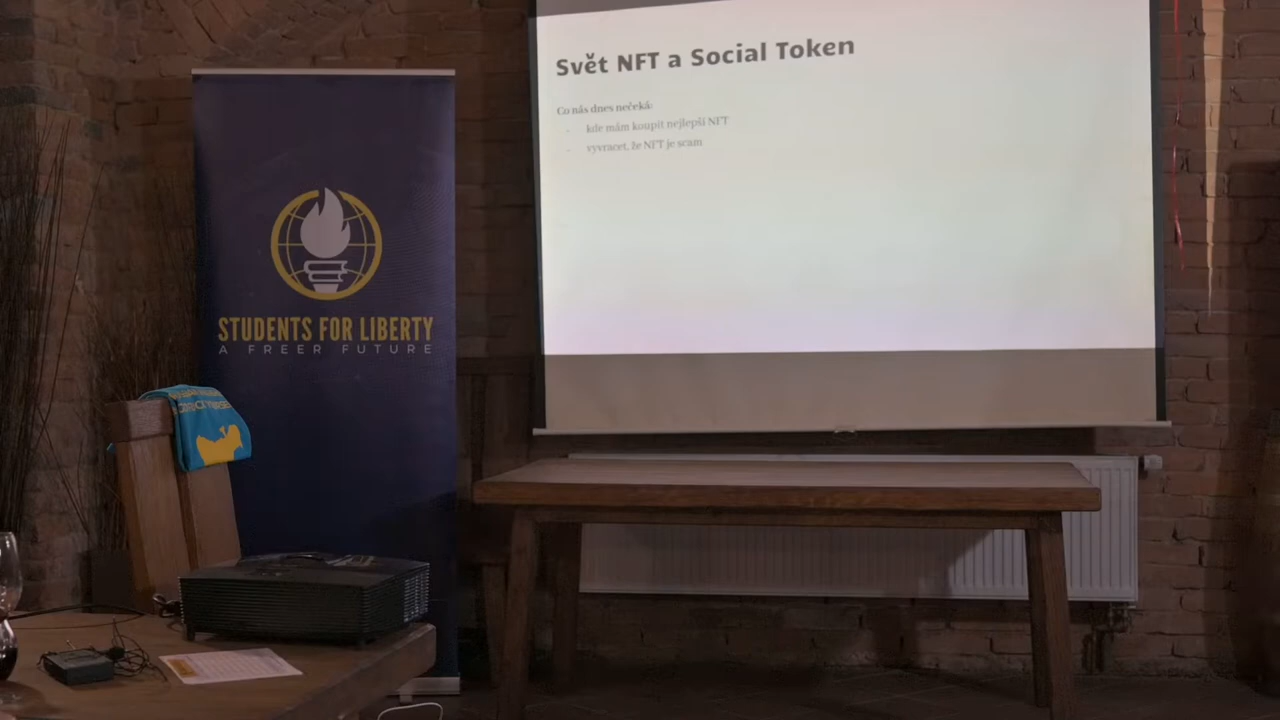 Svět NFT a Social Token
Co nás dnes nečeká:
- kde mám koupit nejlepší NFT
- vyvracet, že NFT je scam
STUDENTS FOR LIBERTY
A FREER FUTURE